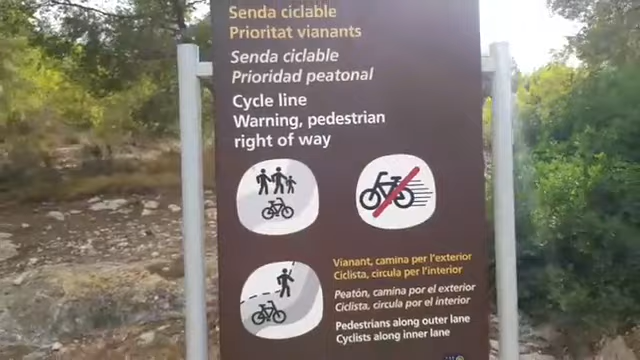 Senda ciclable
Prioritat vianants
Senda ciclable
Prioridad peatonal
Cycle line
Warning, pedestrian
right of way
Vianant, camina per l'exterior
Ciclista, circula per l'interior
Peatón, camina por el exterior
Ciclista, circula por el interior
Pedestrians along outer lane
Cyclists along inner lane